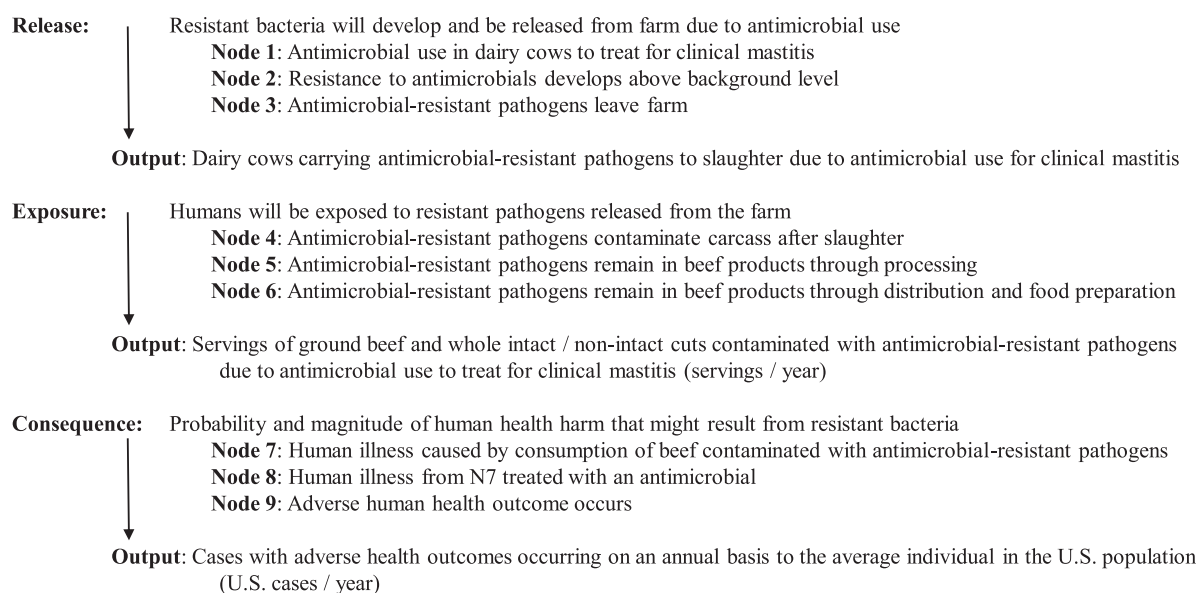 Release: Resistant bacteria will develop and be released from farm due to antimicrobial use
Node 1: Antimicrobial use in dairy cows to treat for clinical mastitis
Node 2: Resistance to antimicrobials develops above background level
Node 3: Antimicrobial-resistant pathogens leave farm
Output: Dairy cows carrying antimicrobial-resistant pathogens to slaughter due to antimicrobial use for clinical mastitis
Exposure: Humans will be exposed to resistant pathogens released from the farm
Node 4: Antimicrobial-resistant pathogens contaminate carcass after slaughter
Node 5: Antimicrobial-resistant pathogens remain in beef products through processing
Node 6: Antimicrobial-resistant pathogens remain in beef products through distribution and food preparation
Output: Servings of ground beef and whole intact / non-intact cuts contaminated with antimicrobial-resistant pathogens
due to antimicrobial use to treat for clinical mastitis (servings / year)
Consequence: Probability and magnitude of human health harm that might result from resistant bacteria
Node 7: Human illness caused by consumption of beef contaminated with antimicrobial-resistant pathogens
Node 8: Human illness from N7 treated with an antimicrobial
Node 9: Adverse human health outcome occurs
Output: Cases with adverse health outcomes occurring on an annual basis to the average individual in the U.S. population
(U.S. cases / year)